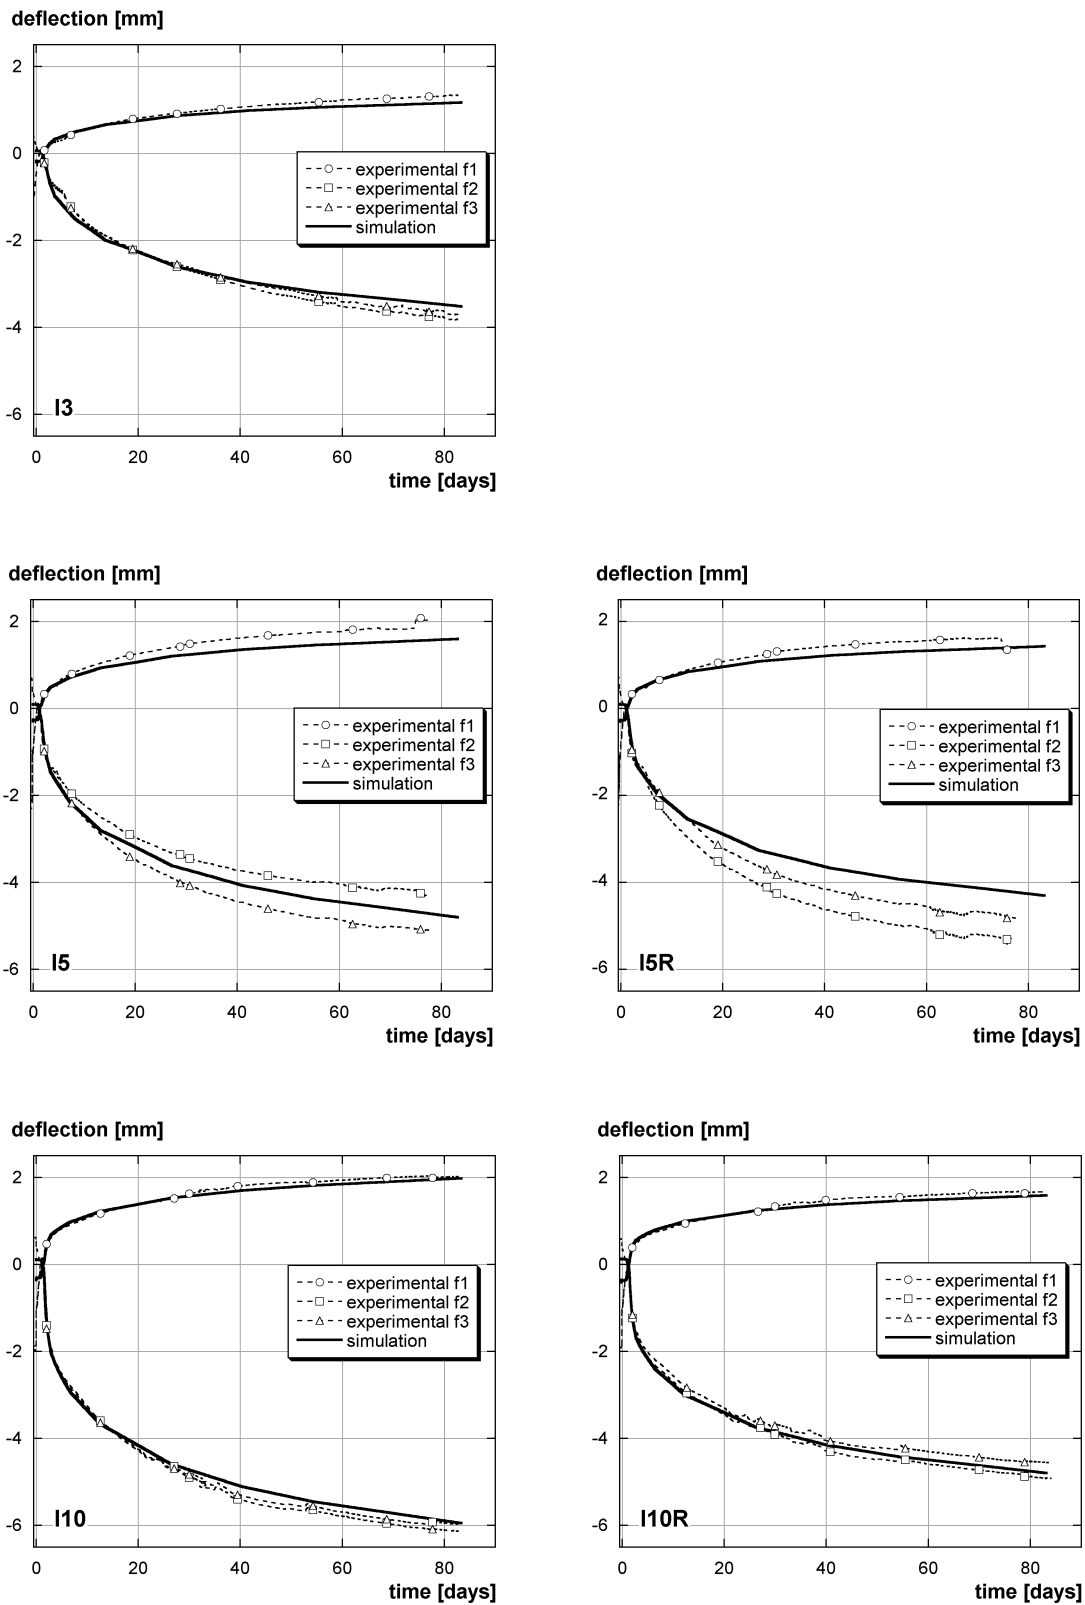 deflection [mm]
2
0
-2
-4
-6
experimental f1
experimental f2
experimental f3
simulation
I3
0 20 40 60 80
time [days]
deflection [mm]
2
0
-2
-4
-6
experimental f1
experimental f2
experimental f3
simulation
I5
0 20 40 60 80
time [days]
deflection [mm]
2
0
-2
-4
-6
experimental f1
experimental f2
experimental f3
simulation
I5R
0 20 40 60 80
time [days]
deflection [mm]
2
0
-2
-4
-6
experimental f1
experimental f2
experimental f3
simulation
I10
0 20 40 60 80
time [days]
deflection [mm]
2
0
-2
-4
-6
experimental f1
experimental f2
experimental f3
simulation
I10R
0 20 40 60 80
time [days]